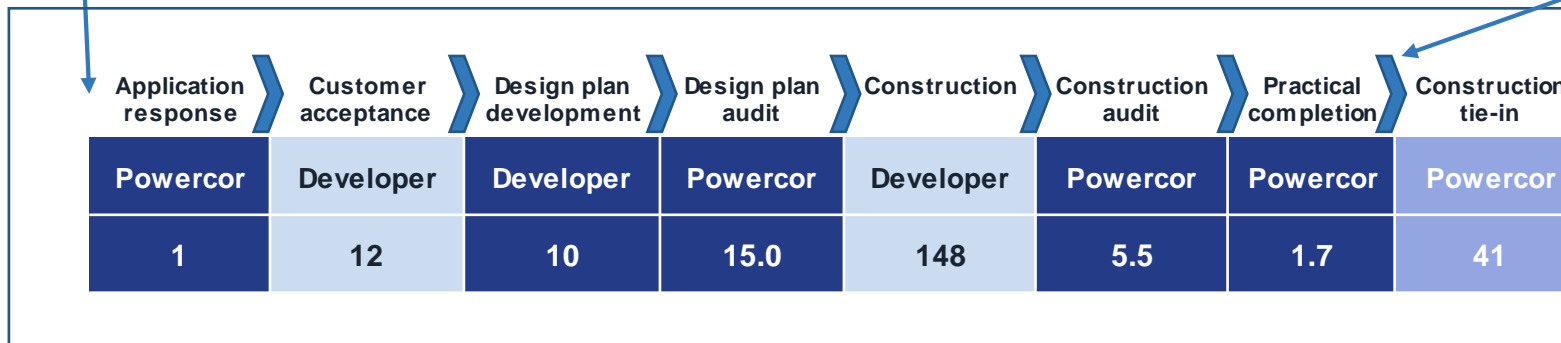 Application response
Customer acceptance
Design plan development
Design plan audit
Construction
Construction audit
Practical completion
Construction tie-in
Powercor Developer Developer Powercor Developer Powercor Powercor Powercor
1 12 10 15.0 148 5.5 1.7 41